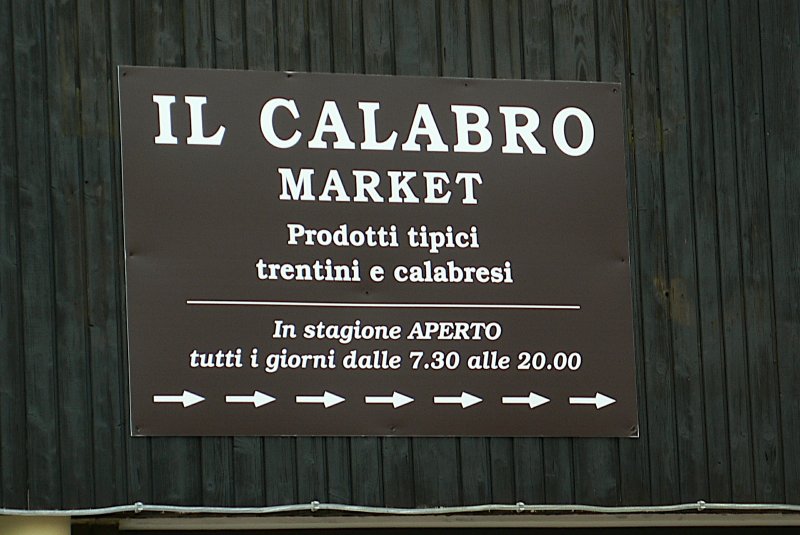 IL CALABRO
MARKET
Prodotti tipici
trentini e calabresi
In stagione APERTO
tutti i giorni dalle 7.30 alle 20.00